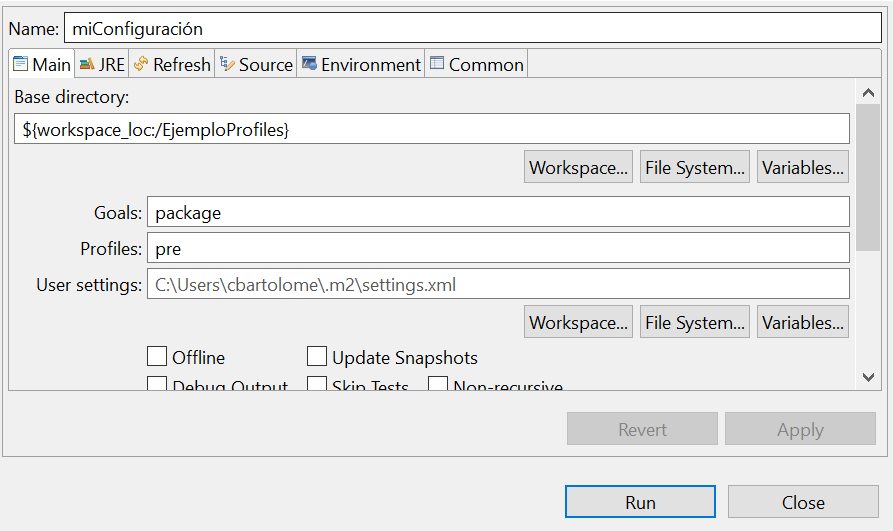 Name: miConfiguración
Main JRE Refresh Source Environment Common
Base directory:
${workspace_loc:/EjemploProfiles}
Workspace... File System... Variables...
Goals: package
Profiles: pre
User settings: C:\Users\cbartolome\.m2\settings.xml
Workspace... File System... Variables...
Offline Update Snapshots
Debug Output Skip Tests Non-recursive
Revert Apply
Run Close